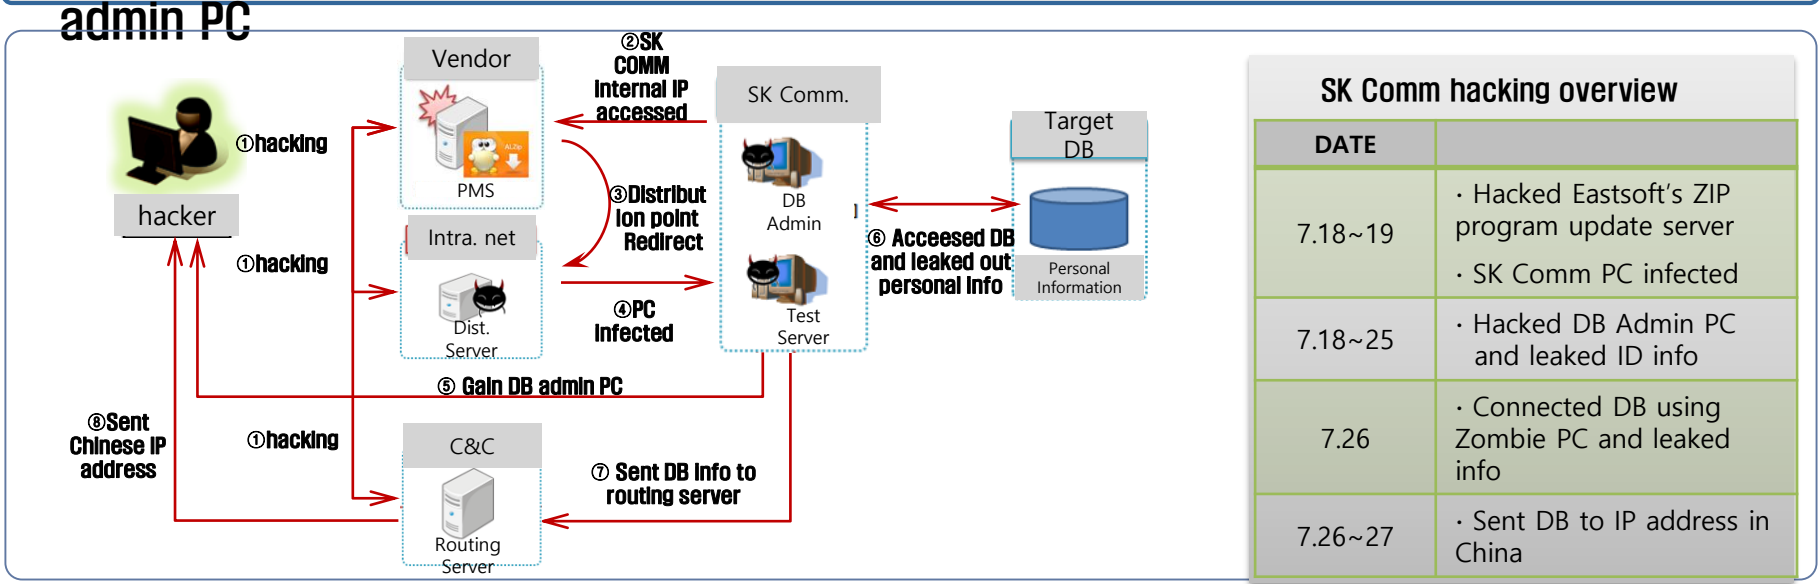 admin PC
Vendor
PMS
ALZip
②SK
COMM
Internal IP
accessed
SK Comm.
DB
Admin
Test
Server
Target
DB
Personal
Information
①hacking
hacker
③Distribut
ion point
Redirect
Intra. net
Dist.
Server
①hacking
④PC
infected
]
⑥ Acceesed DB
and leaked out
personal info
⑤ Gain DB admin PC
⑧Sent
Chinese IP
address
①hacking
C&C
Routing
Server
⑦ Sent DB info to
routing server
SK Comm hacking overview
DATE
7.18~19
· Hacked Eastsoft's ZIP
program update server
· SK Comm PC infected
7.18~25
· Hacked DB Admin PC
and leaked ID info
7.26
· Connected DB using
Zombie PC and leaked
info
7.26~27
· Sent DB to IP address in
China